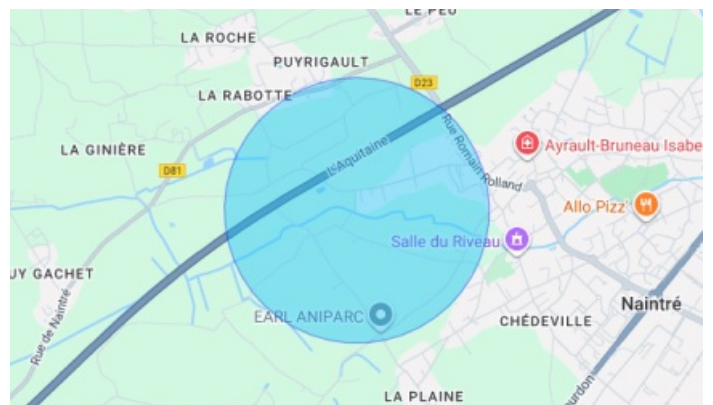 LE PEU
LA ROCHE
PUYRIGAULT
D23
LA RABOTTE
L'Aquitaine
Rue Romain Rolland
LA GINIÈRE
Ayrault-Bruneau Isabe
D81
Allo Pizz'
Salle du Riveau
UY GACHET
Naintré
EARL ANIPARC
CHÉDEVILLE
Rue de Naintré
LA PLAINE
ourdon